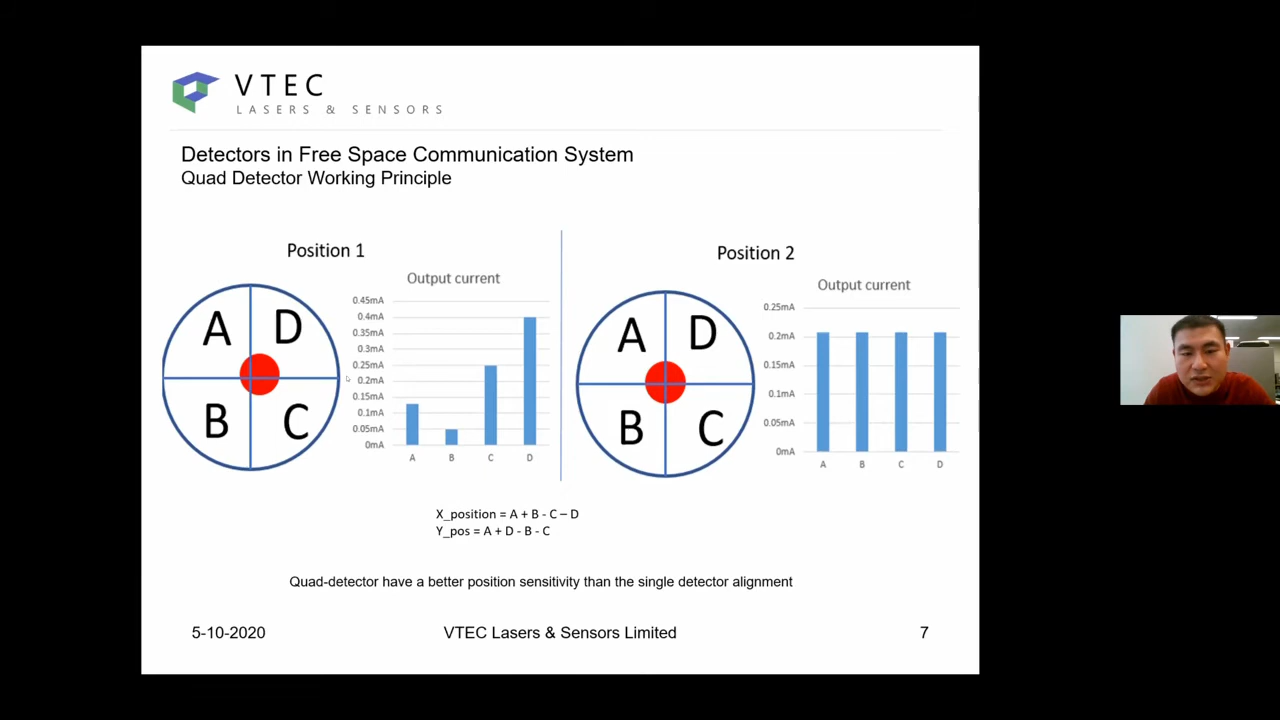 VTEC
LASERS & SENSORS
Detectors in Free Space Communication System
Quad Detector Working Principle
Position 1
Output current
A
D
B
C
0.45mA
0.4mA
0.35mA
0.3mA
0.25mA
0.2mA
0.15mA
0.1mA
0.05mA
0mA
A B C D
Position 2
Output current
A
D
B
C
0.25mA
0.2mA
0.15mA
0.1mA
0.05mA
0mA
A B C D
X_position = A + B - C – D
Y_pos = A + D - B - C
Quad-detector have a better position sensitivity than the single detector alignment
5-10-2020
VTEC Lasers & Sensors Limited
7